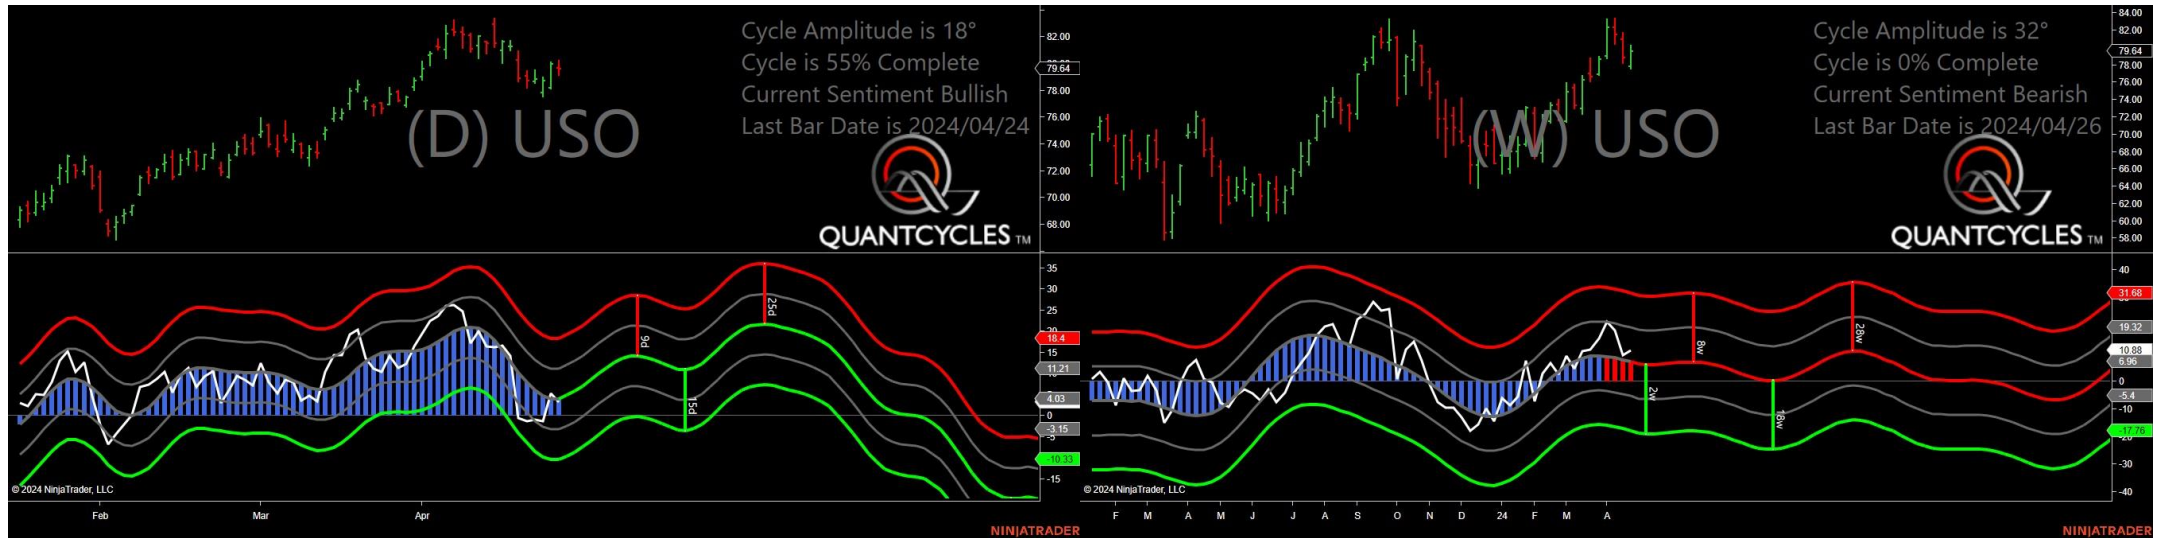 Cycle Amplitude is 18°
Cycle is 55% Complete
Current Sentiment Bullish
Last Bar Date is 2024/04/24
(D) USO
QUANTCYCLES TM
82.00
79.64
78.00
76.00
74.00
72.00
70.00
68.00
35
30
25
20
18.4
15
11.21
4.03
0
-3.15
-5
-10.33
-15
9d
15d
25d
© 2024 NinjaTrader, LLC
Feb Mar Apr
NINJATRADER
Cycle Amplitude is 32°
Cycle is 0% Complete
Current Sentiment Bearish
Last Bar Date is 2024/04/26
(W) USO
QUANTCYCLES TM
84.00
79.64
78.00
76.00
74.00
72.00
70.00
68.00
66.00
64.00
62.00
60.00
58.00
40
31.68
19.32
10.88
6.96
0
-5.4
-10
-17.76
-20
-30
-40
2w
8w
18w
28w
© 2024 NinjaTrader, LLC
F M A M J J A S O N D 24 F M A
NINJATRADER